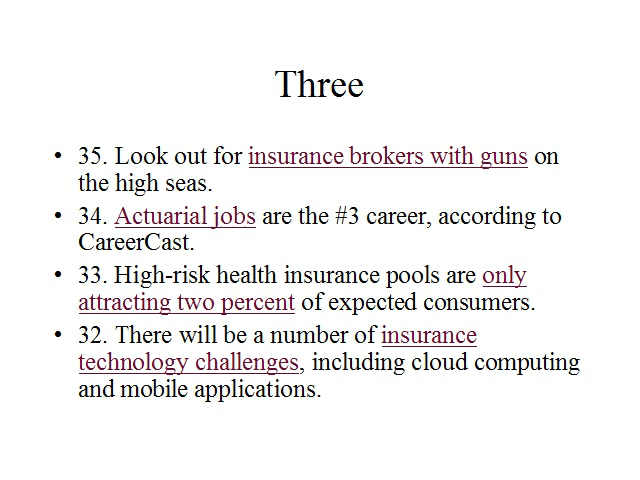 Three
• 35. Look out for insurance brokers with guns on
the high seas.
• 34. Actuarial jobs are the #3 career, according to
CareerCast.
• 33. High-risk health insurance pools are only
attracting two percent of expected consumers.
• 32. There will be a number of insurance
technology challenges, including cloud computing
and mobile applications.